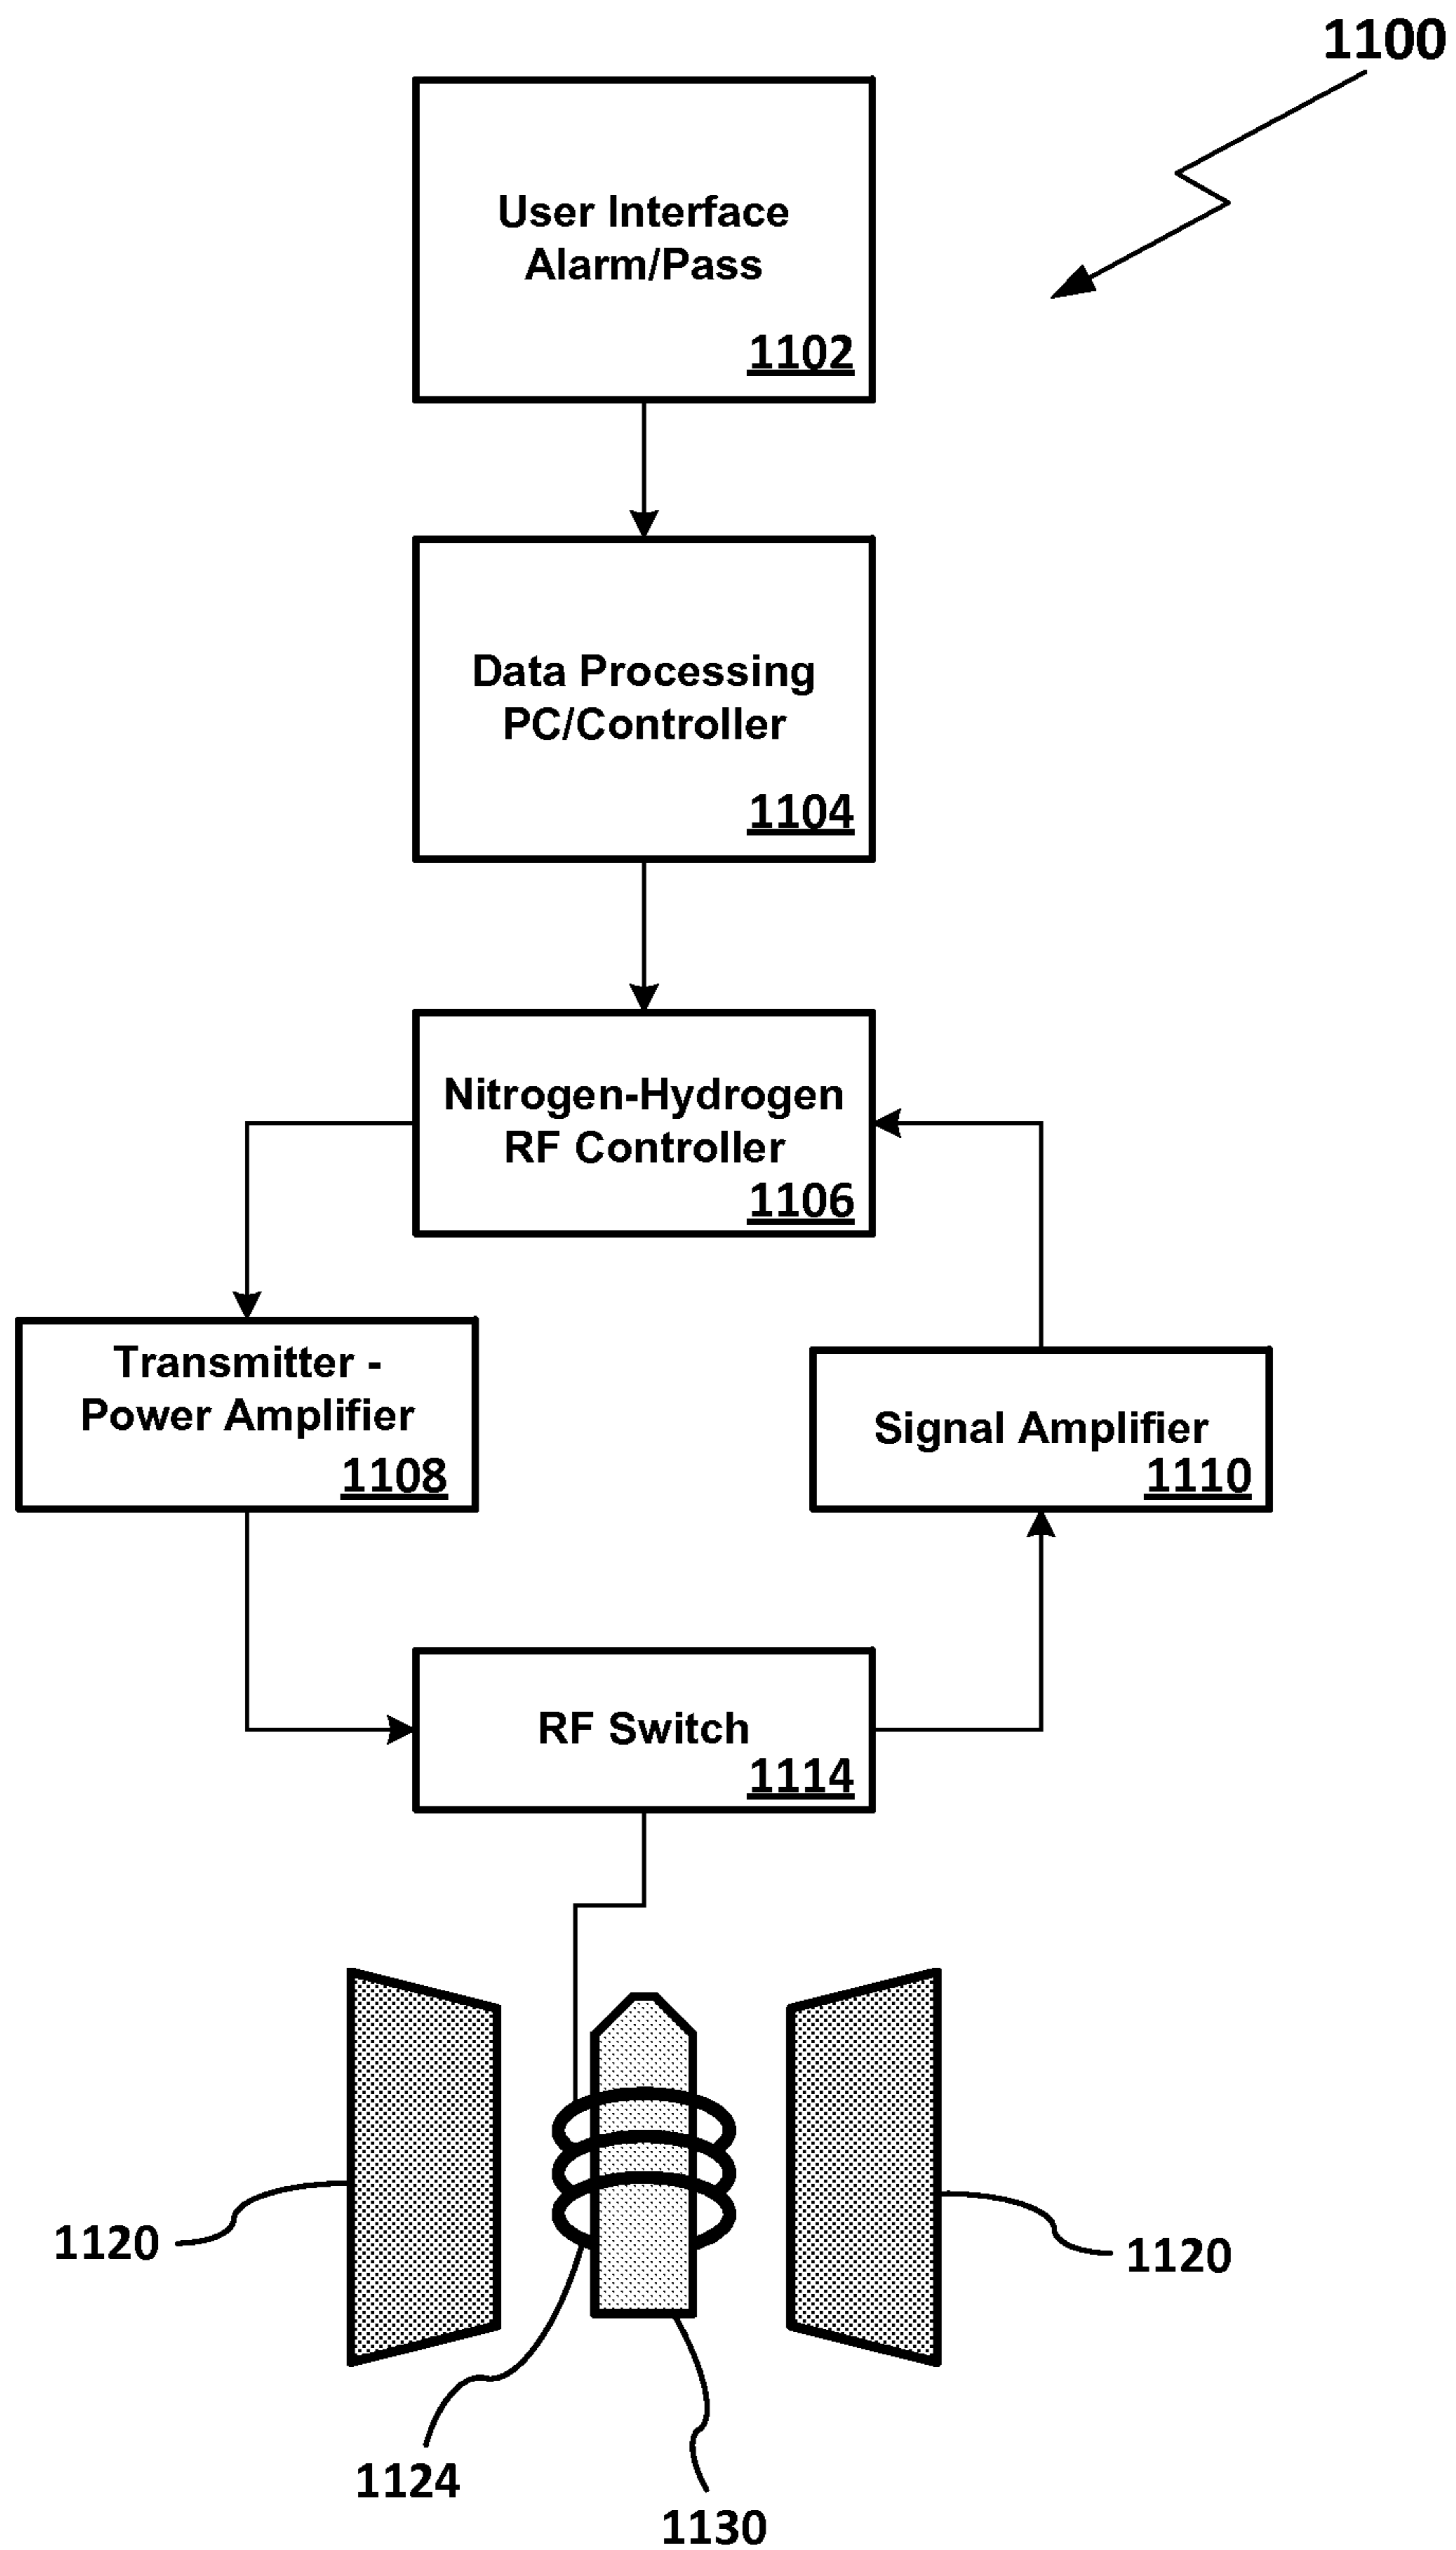 1100
User Interface
Alarm/Pass
1102
Data Processing
PC/Controller
1104
Nitrogen-Hydrogen
RF Controller
1106
Transmitter -
Power Amplifier
1108
Signal Amplifier
1110
RF Switch
1114
1120
1120
1124
1130